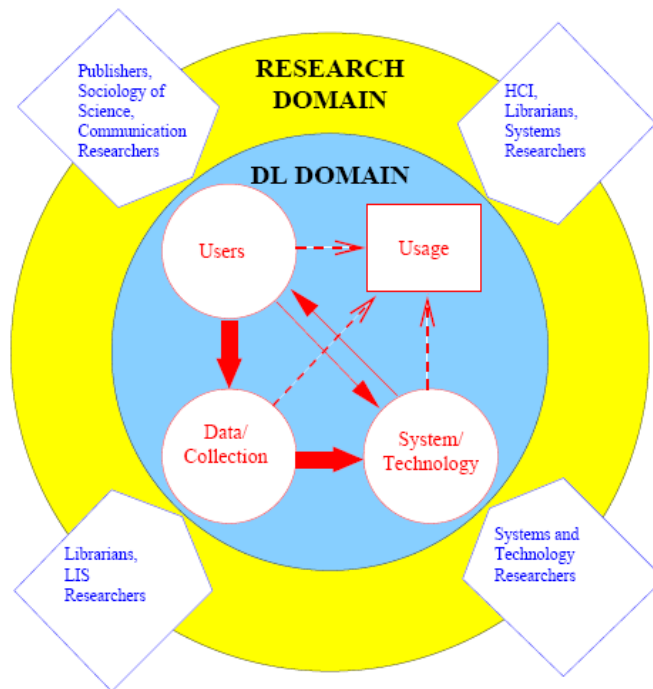 Publishers,
Sociology of
Science,
Communication
Researchers
RESEARCH
DOMAIN
HCI,
Librarians,
Systems
Researchers
DL DOMAIN
Users
Usage
Data/
Collection
System/
Technology
Librarians,
LIS
Researchers
Systems and
Technology
Researchers